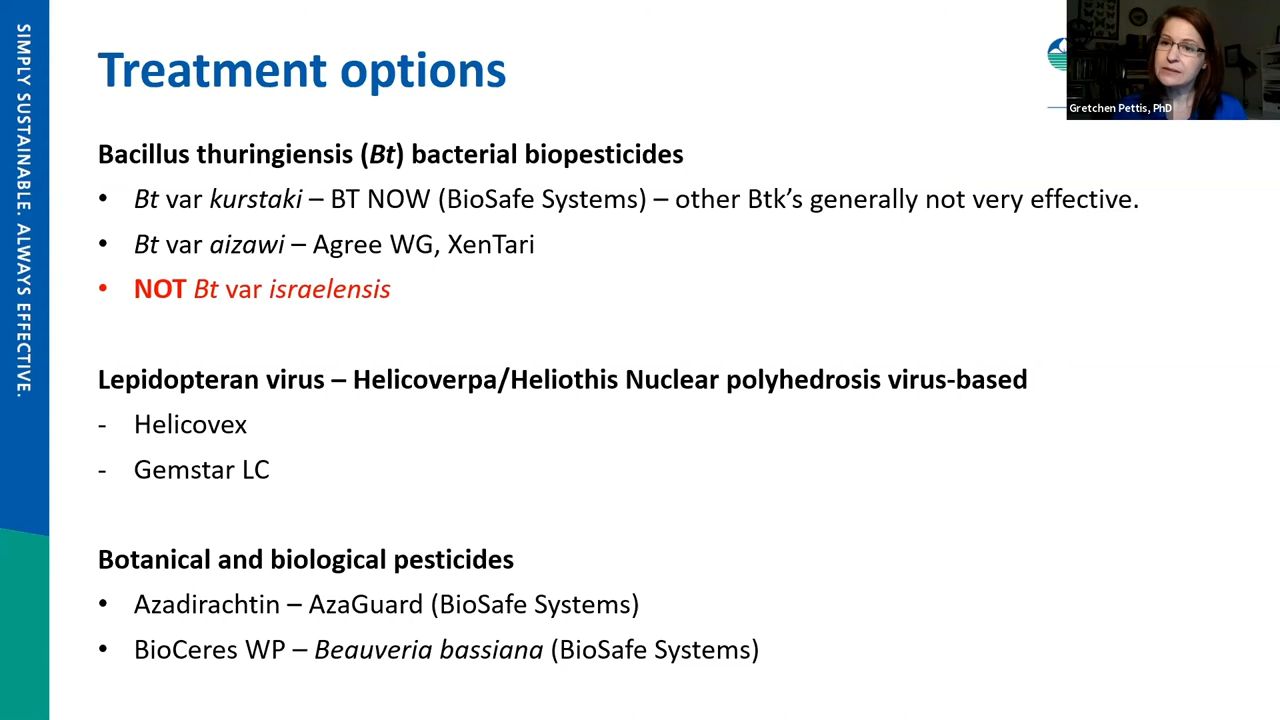 SIMPLY SUSTAINABLE. ALWAYS EFFECTIVE.
Treatment options
Gretchen Pettis, PhD
Bacillus thuringiensis (Bt) bacterial biopesticides
• Bt var kurstaki – BT NOW (BioSafe Systems) – other Btk’s generally not very effective.
• Bt var aizawi – Agree WG, XenTari
• NOT Bt var israelensis
Lepidopteran virus – Helicoverpa/Heliothis Nuclear polyhedrosis virus-based
- Helicovex
- Gemstar LC
Botanical and biological pesticides
• Azadirachtin – AzaGuard (BioSafe Systems)
• BioCeres WP – Beauveria bassiana (BioSafe Systems)